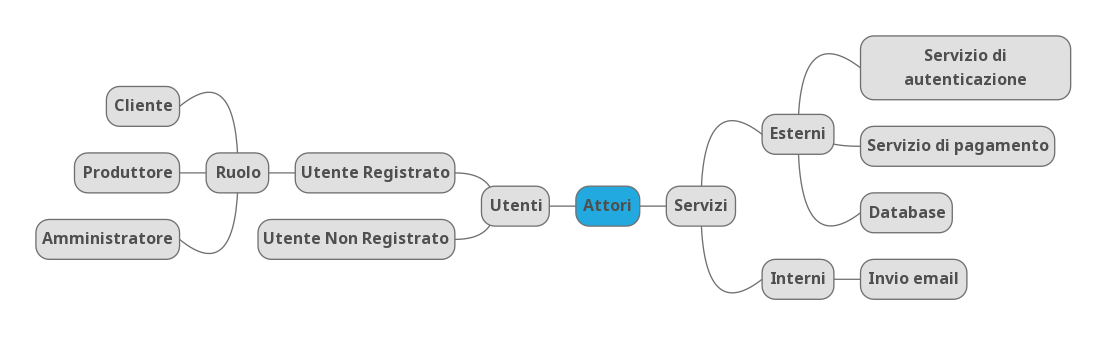 Servizio di
autenticazione
Cliente
Esterni
Servizio di pagamento
Produttore
Ruolo
Utente Registrato
Utenti
Attori
Servizi
Database
Amministratore
Utente Non Registrato
Interni
Invio email